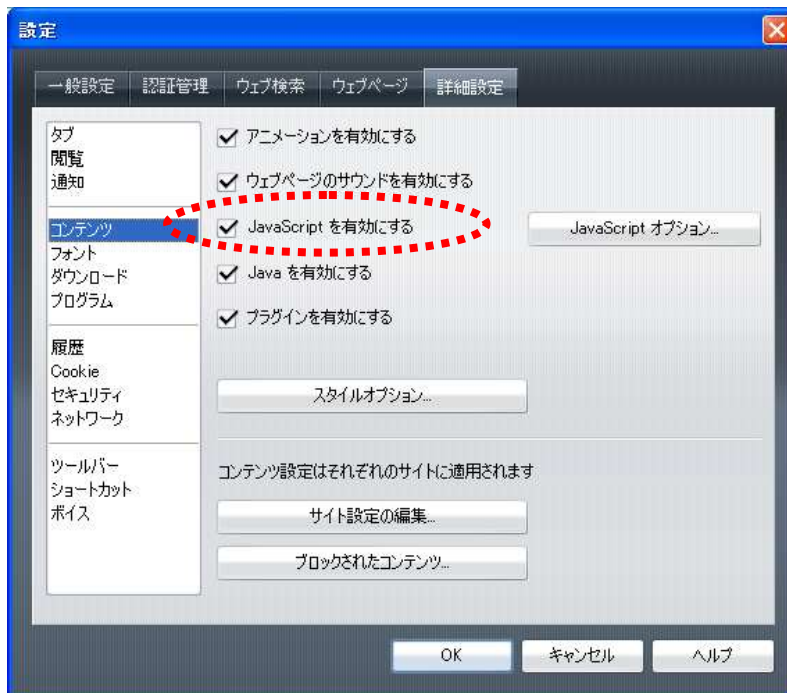 設定
一般設定 認証管理 ウェブ検索 ウェブページ 詳細設定
タブ
閲覧
通知
コンテンツ
フォント
ダウンロード
プログラム
履歴
Cookie
セキュリティ
ネットワーク
ツールバー
ショートカット
ボイス
アニメーションを有効にする
ウェブページのサウンドを有効にする
JavaScript を有効にする
JavaScript オプション...
Java を有効にする
プラグインを有効にする
スタイルオプション...
コンテンツ設定はそれぞれのサイトに適用されます
サイト設定の編集...
ブロックされたコンテンツ...
OK キャンセル ヘルプ